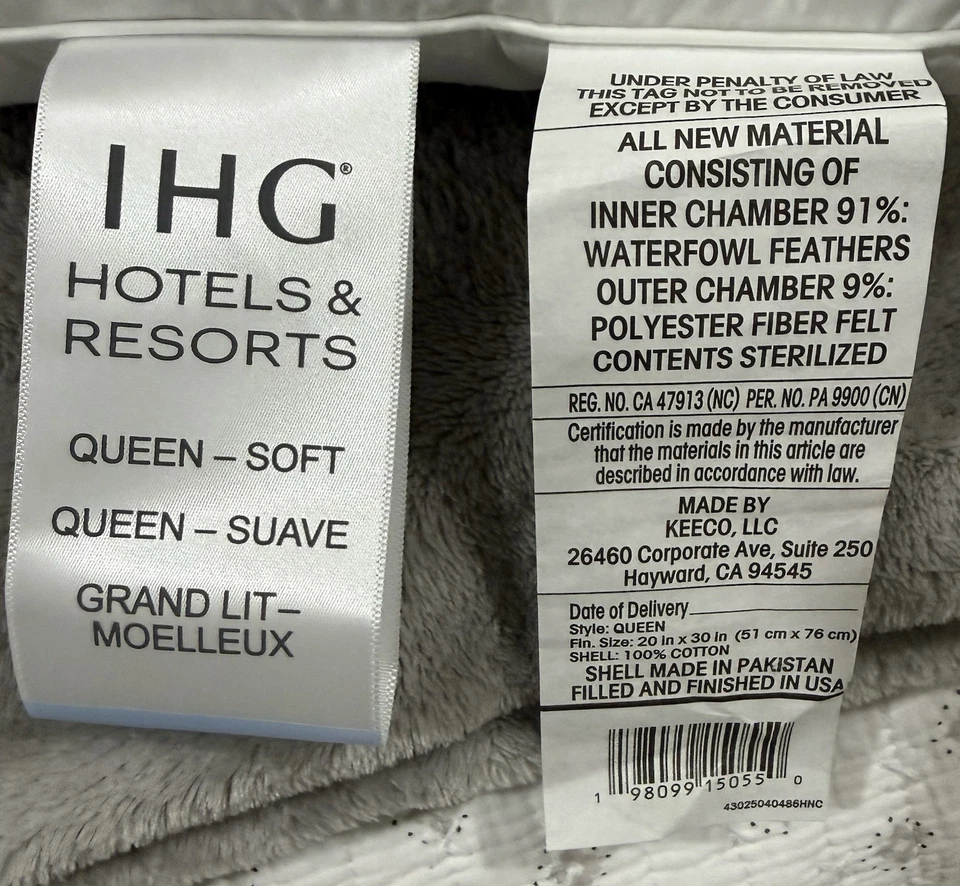 IHG®
HOTELS &
RESORTS
QUEEN – SOFT
QUEEN – SUAVE
GRAND LIT–
MOELLEUX
UNDER PENALTY OF LAW
THIS TAG NOT TO BE REMOVED
EXCEPT BY THE CONSUMER
ALL NEW MATERIAL
CONSISTING OF
INNER CHAMBER 91%:
WATERFOWL FEATHERS
OUTER CHAMBER 9%:
POLYESTER FIBER FELT
CONTENTS STERILIZED
REG. NO. CA 47913 (NC) PER. NO. PA 9900 (CN)
Certification is made by the manufacturer
that the materials in this article are
described in accordance with law.
MADE BY
KEECO, LLC
26460 Corporate Ave, Suite 250
Hayward, CA 94545
Date of Delivery
Style: QUEEN
Fin. Size: 20 in x 30 in (51 cm x 76 cm)
SHELL: 100% COTTON
SHELL MADE IN PAKISTAN
FILLED AND FINISHED IN USA
1 98099 15055 0
43025040486HNC